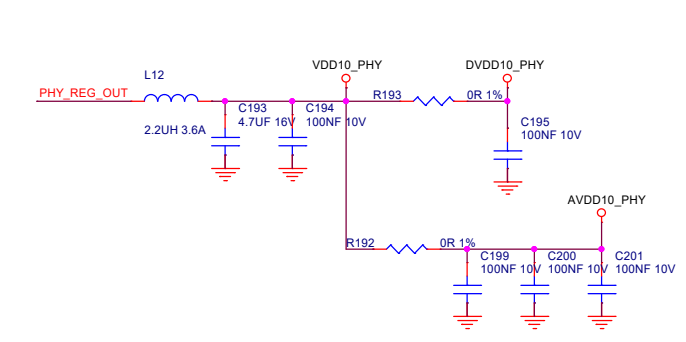 L12
VDD10_PHY
DVDD10_PHY
PHY_REG_OUT
R193
0R 1%
2.2UH 3.6A
C193
4.7UF 16V
C194
100NF 10V
C195
100NF 10V
AVDD10_PHY
R192
0R 1%
C199
100NF 10V
C200
100NF 10V
C201
100NF 10V